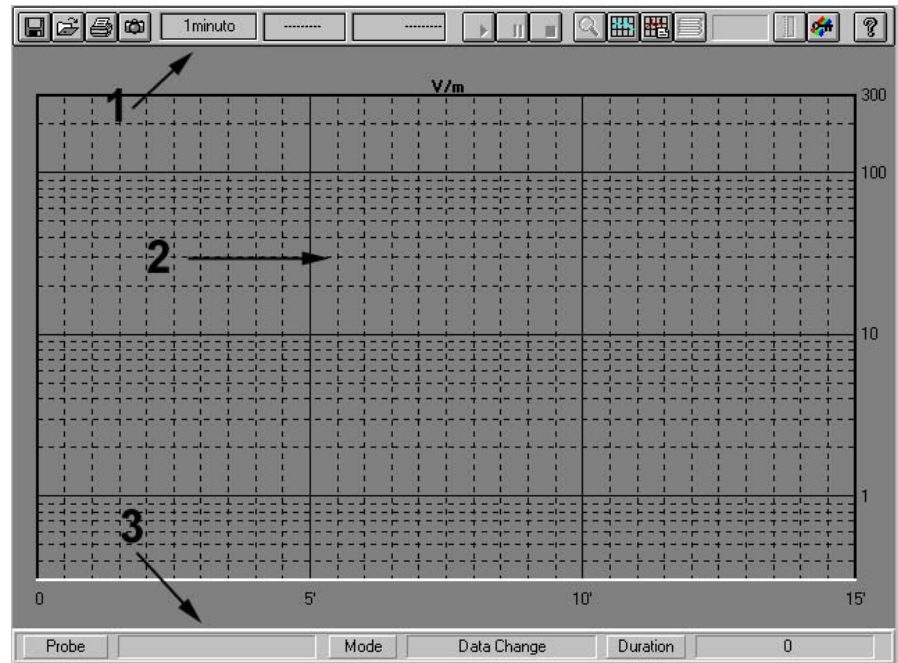 1minuto --------- --------- ?
V/m
300
1
100
2
10
1
3
0 5' 10' 15'
Probe Mode Data Change Duration 0